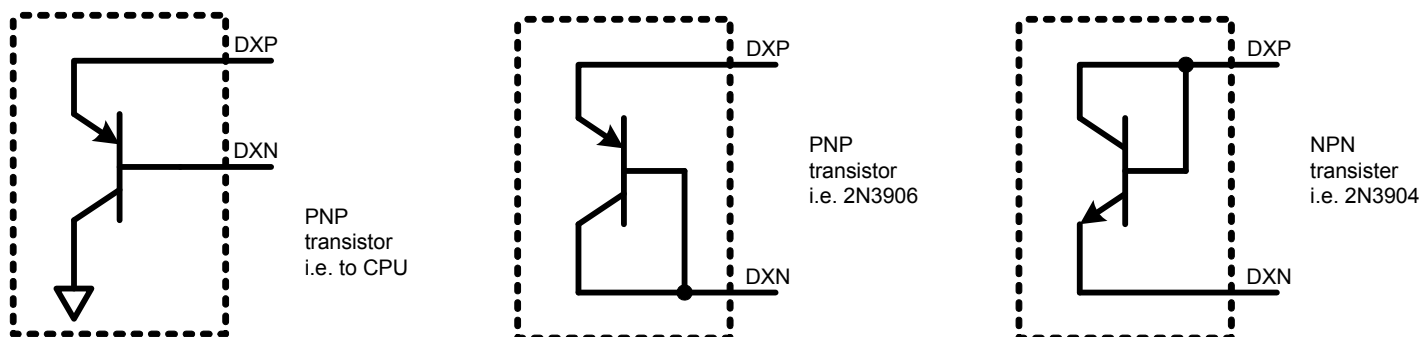 DXP
DXN
PNP
transistor
i.e. to CPU
DXP
PNP
transistor
i.e. 2N3906
DXN
DXP
NPN
transister
i.e. 2N3904
DXN